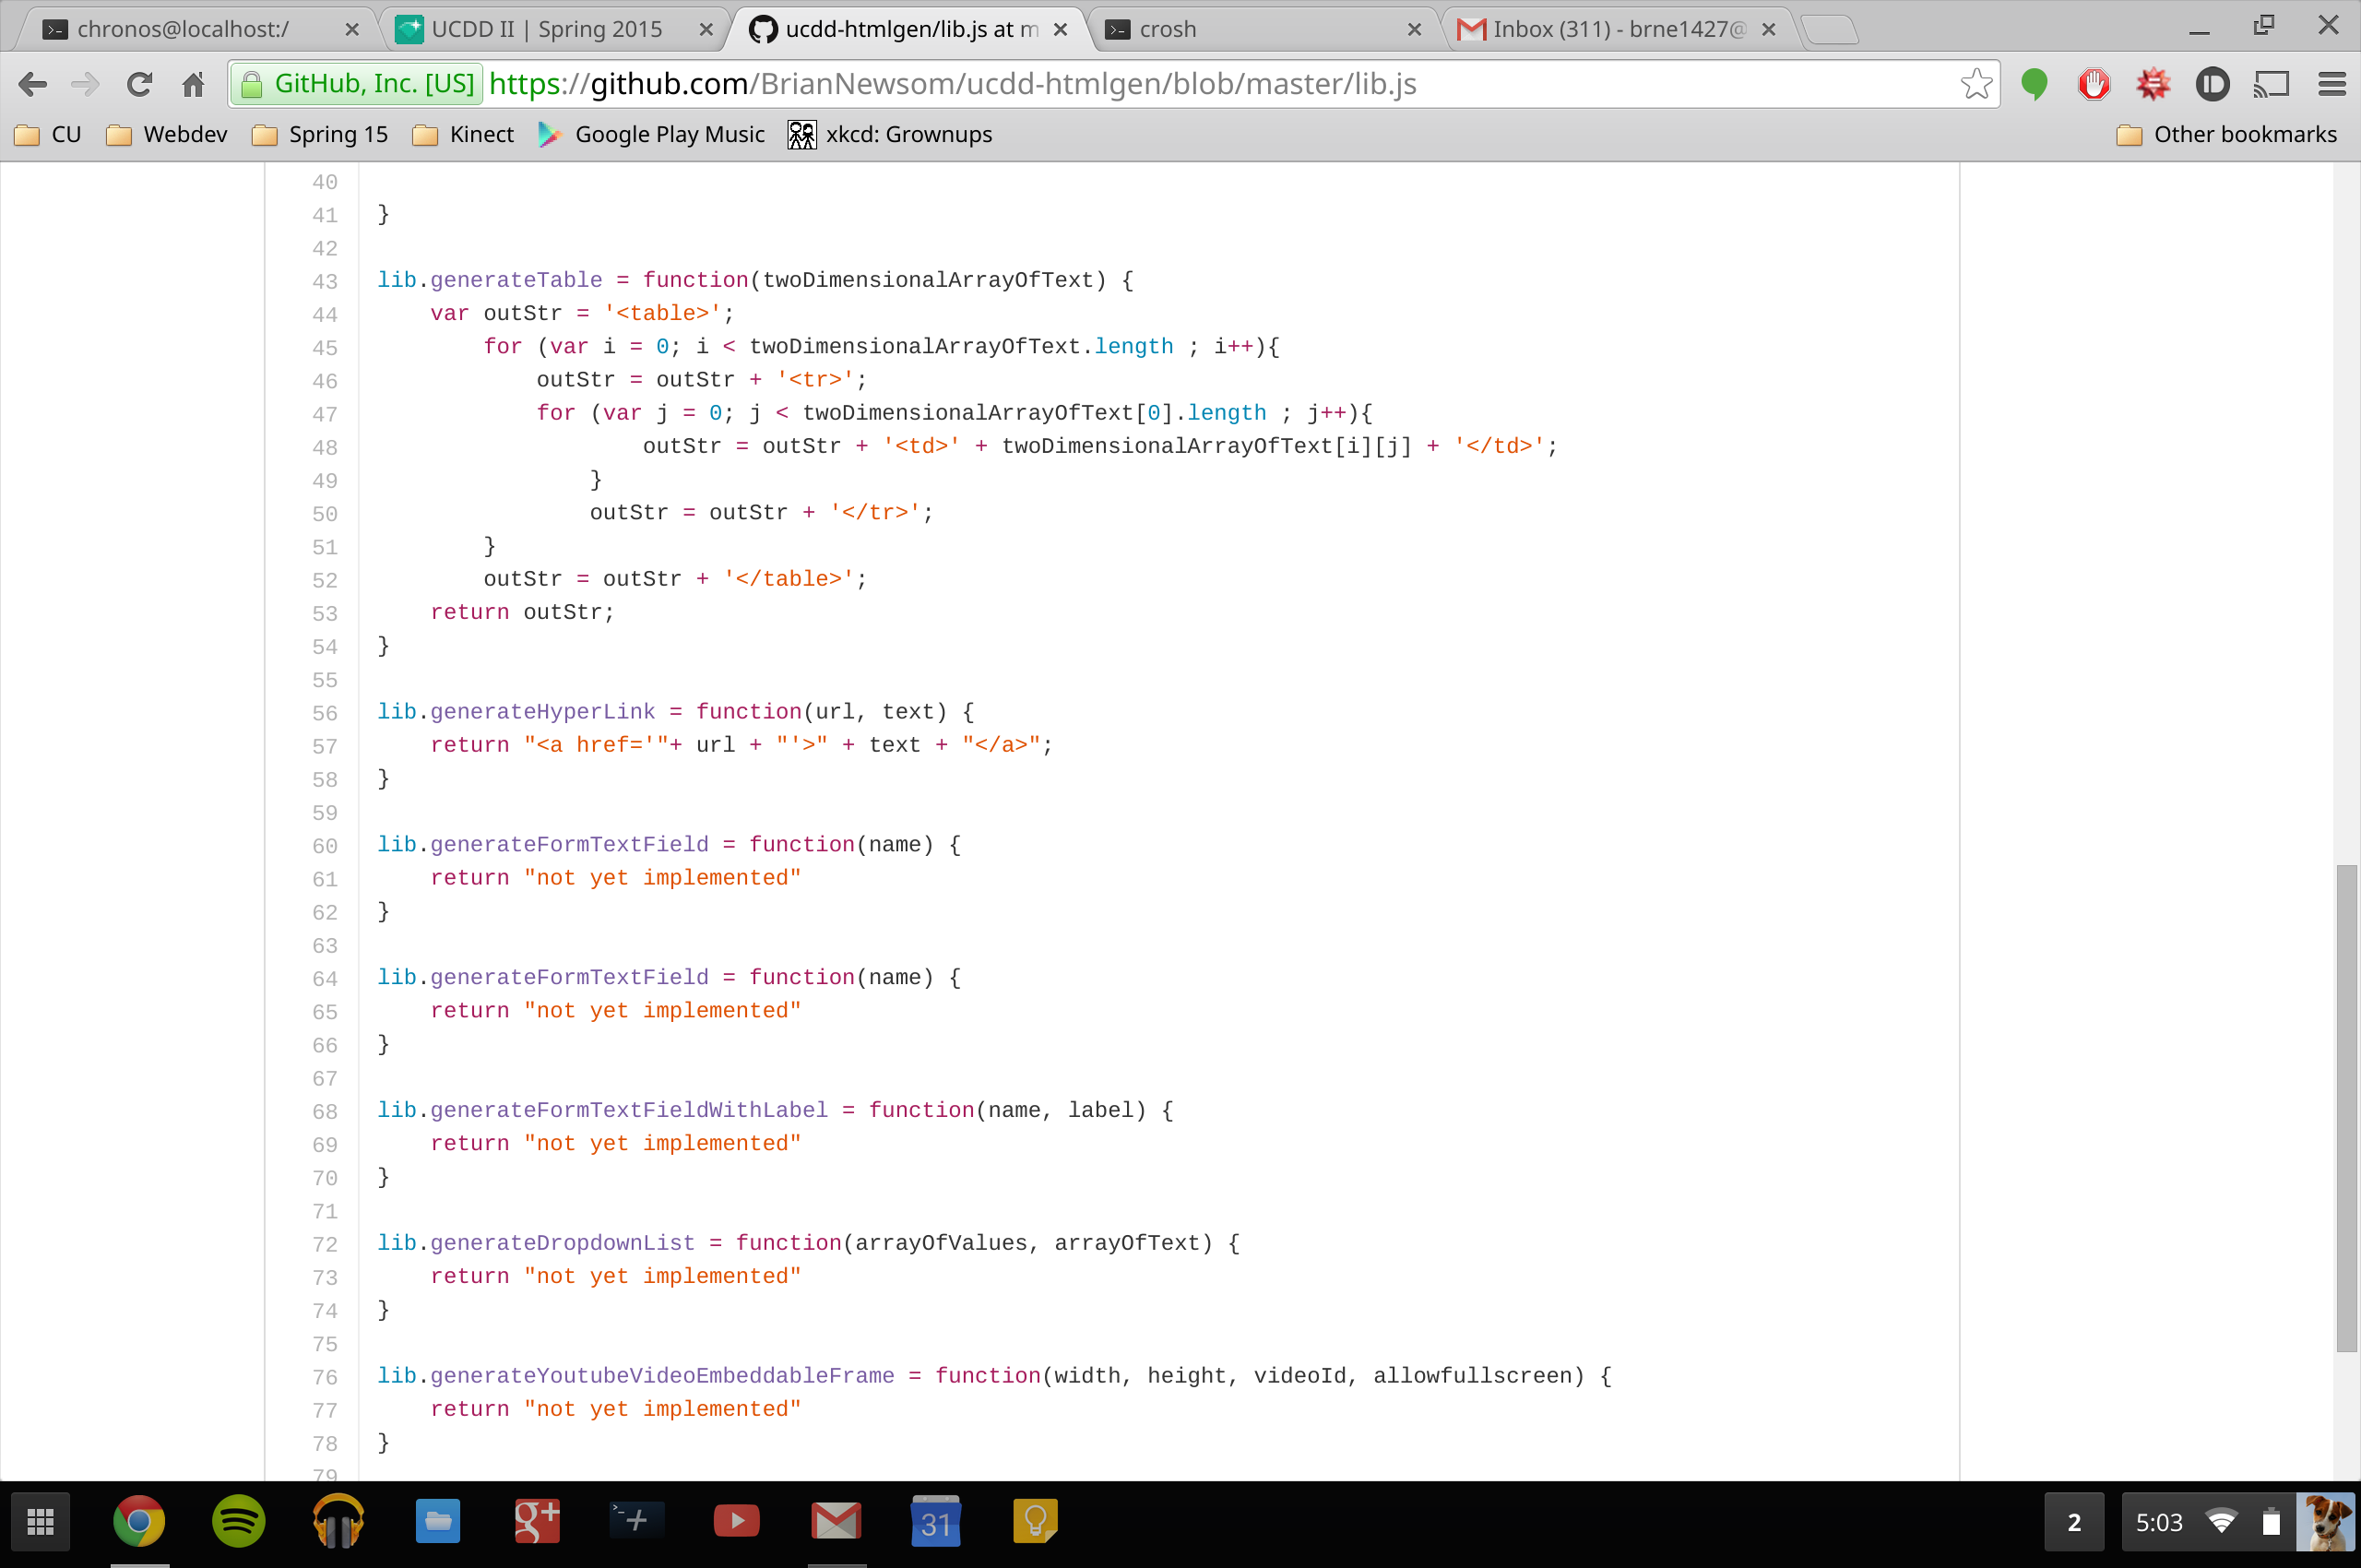 chronos@localhost:/
UCDD II | Spring 2015
ucdd-htmlgen/lib.js at m
crosh
Inbox (311) - brne1427@
GitHub, Inc. [US] https://github.com/BrianNewsom/ucdd-htmlgen/blob/master/lib.js
CU Webdev Spring 15 Kinect Google Play Music xkcd: Grownups Other bookmarks
40
41 }
42
43 lib.generateTable = function(twoDimensionalArrayOfText) {
44     var outStr = '<table>';
45         for (var i = 0; i < twoDimensionalArrayOfText.length ; i++){
46             outStr = outStr + '<tr>';
47             for (var j = 0; j < twoDimensionalArrayOfText[0].length ; j++){
48                     outStr = outStr + '<td>' + twoDimensionalArrayOfText[i][j] + '</td>';
49                 }
50                 outStr = outStr + '</tr>';
51         }
52         outStr = outStr + '</table>';
53     return outStr;
54 }
55
56 lib.generateHyperLink = function(url, text) {
57     return "<a href='"+ url + "'>" + text + "</a>";
58 }
59
60 lib.generateFormTextField = function(name) {
61     return "not yet implemented"
62 }
63
64 lib.generateFormTextField = function(name) {
65     return "not yet implemented"
66 }
67
68 lib.generateFormTextFieldWithLabel = function(name, label) {
69     return "not yet implemented"
70 }
71
72 lib.generateDropdownList = function(arrayOfValues, arrayOfText) {
73     return "not yet implemented"
74 }
75
76 lib.generateYoutubeVideoEmbeddableFrame = function(width, height, videoId, allowfullscreen) {
77     return "not yet implemented"
78 }
79
g+ 31 2 5:03